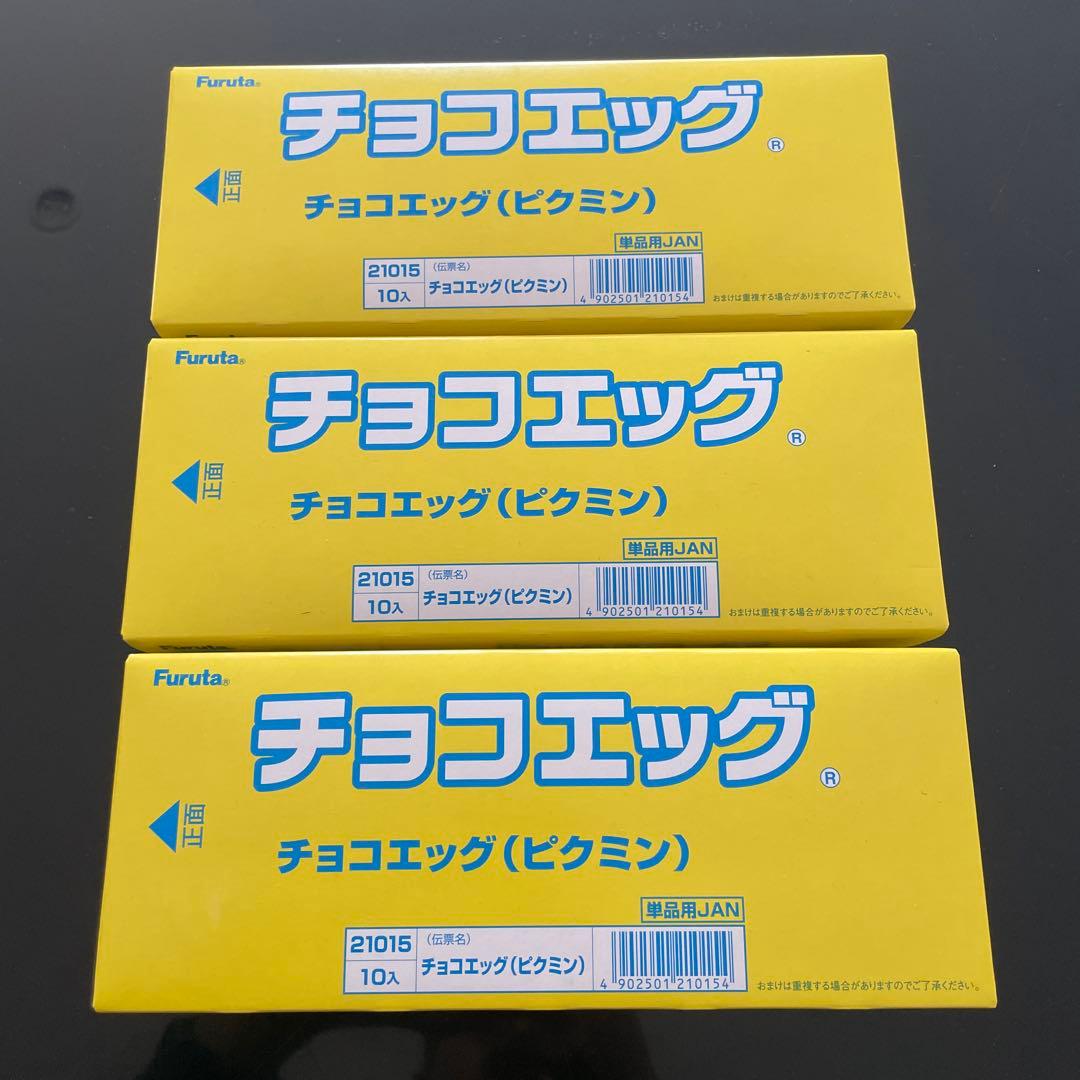 Furuta®
チョコエッグ®
正面
チョコエッグ(ピクミン)
単品用JAN
21015
(伝票名)
10入
チョコエッグ(ピクミン)
4 902501 210154
おまけは重複する場合がありますのでご了承ください。
Furuta
Furuta®
チョコエッグ®
正面
チョコエッグ(ピクミン)
単品用JAN
21015
(伝票名)
10入
チョコエッグ(ピクミン)
4 902501 210154
おまけは重複する場合がありますのでご了承ください。
Furuta
Furuta®
チョコエッグ®
正面
チョコエッグ(ピクミン)
単品用JAN
21015
(伝票名)
10入
チョコエッグ(ピクミン)
4 902501 210154
おまけは重複する場合がありますのでご了承ください。